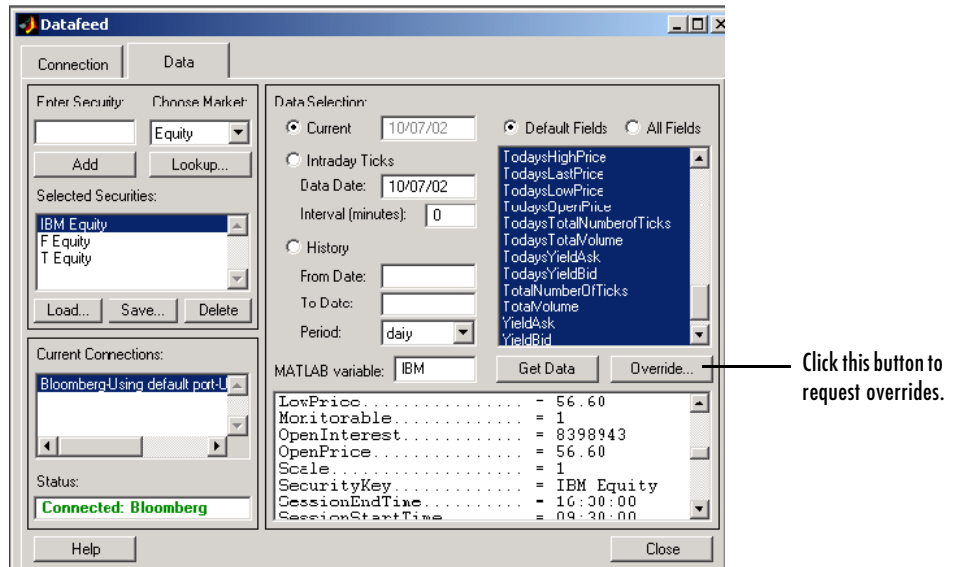 Datafeed
Connection
Data
Enter Security:
Choose Market:
Equity
Add
Lookup...
Selected Securities:
IBM Equity
F Equity
T Equity
Load...
Save...
Delete
Current Connections:
Bloomberg-Using default port-U
Status:
Connected: Bloomberg
Data Selection:
Current
10/07/02
Intraday Ticks
Data Date:
10/07/02
Interval (minutes):
0
History
From Date:
To Date:
Period:
daily
MATLAB variable:
IBM
Default Fields
All Fields
TodaysHighPrice
TodaysLastPrice
TodaysLowPrice
TodaysOpenPrice
TodaysTotalNumberofTicks
TodaysTotalVolume
TodaysYieldAsk
TodaysYieldBid
TotalNumberOfTicks
TotalVolume
YieldAsk
YieldBid
Get Data
Override...
Click this button to
request overrides.
LowPrice................ = 56.60
Monitorable............. = 1
OpenInterest............ = 8398943
OpenPrice............... = 56.60
Scale................... = 1
SecurityKey............. = IBM Equity
SessionEndTime.......... = 16:30:00
SessionStartTime........ = 09:30:00
Help
Close